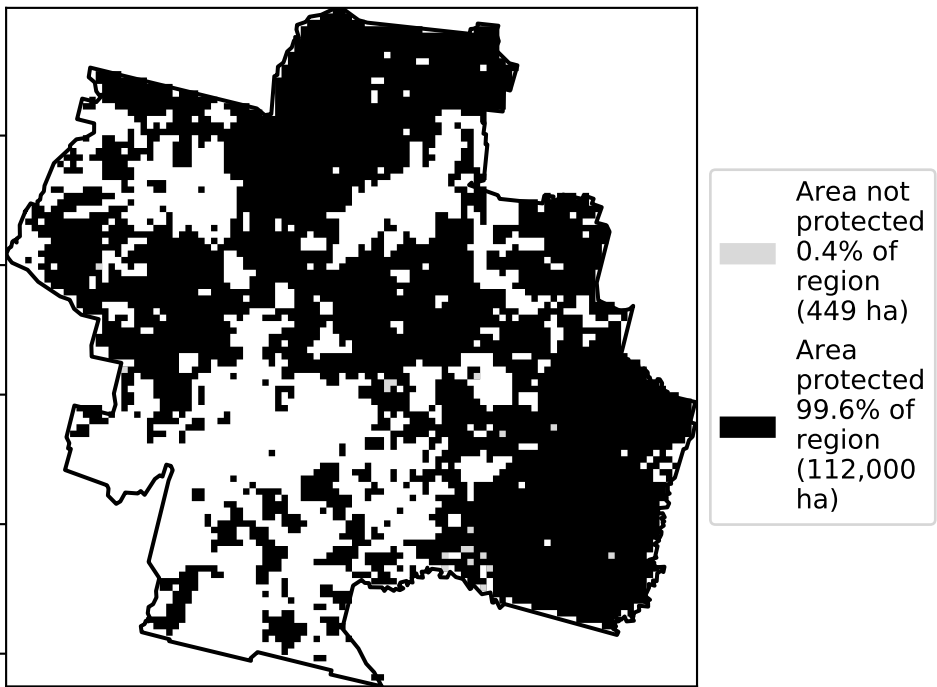 Area not
protected
0.4% of
region
(449 ha)
Area
protected
99.6% of
region
(112,000
ha)